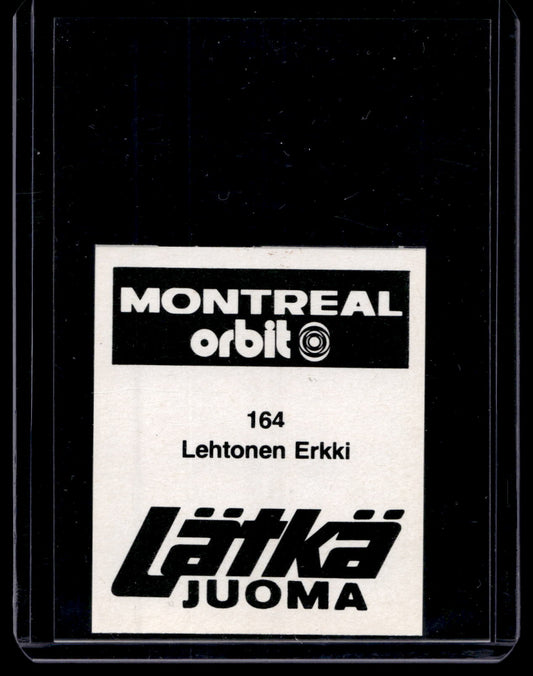 MONTREAL
orbit
164
Lehtonen Erkki
Lätkä
JUOMA